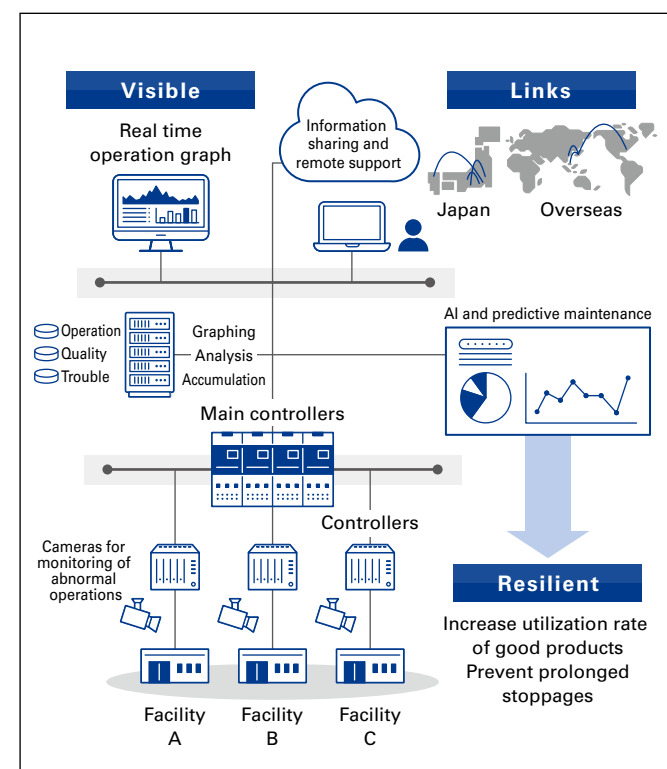 Visible
Real time
operation graph
Information
sharing and
remote support
Links
Japan
Overseas
Operation
Quality
Trouble
Graphing
Analysis
Accumulation
AI and predictive maintenance
Main controllers
Controllers
Cameras for
monitoring of
abnormal
operations
Resilient
Increase utilization rate
of good products
Prevent prolonged
stoppages
Facility
A
Facility
B
Facility
C